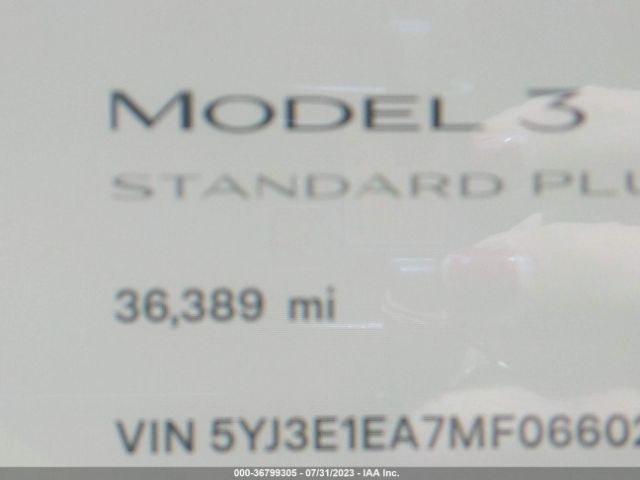 MODEL 3
STANDARD PLU
36,389 mi
VIN 5YJ3E1EA7MF06602
000-36799305 - 07/31/2023 - IAA Inc.